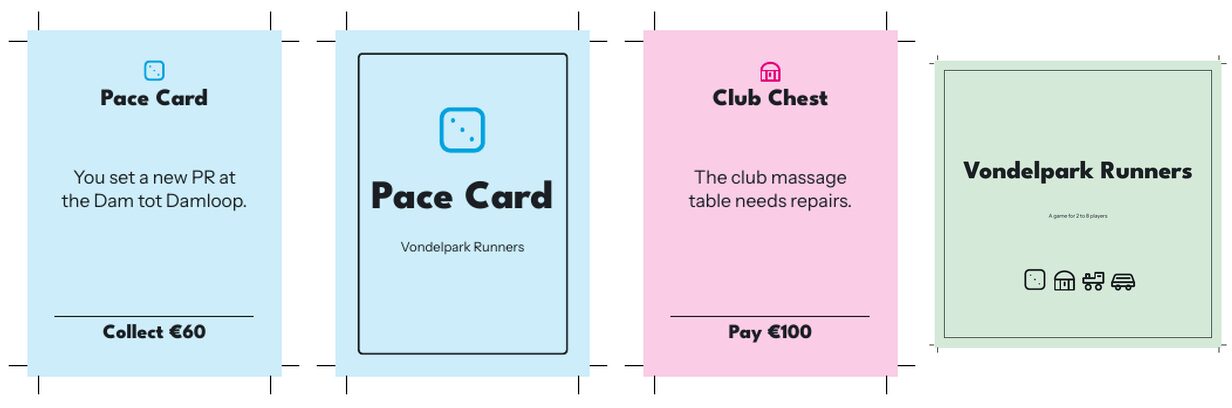 Pace Card
You set a new PR at
the Dam tot Damloop.
Collect €60
Pace Card
Vondelpark Runners
Club Chest
The club massage
table needs repairs.
Pay €100
Vondelpark Runners
A game for 2 to 8 players